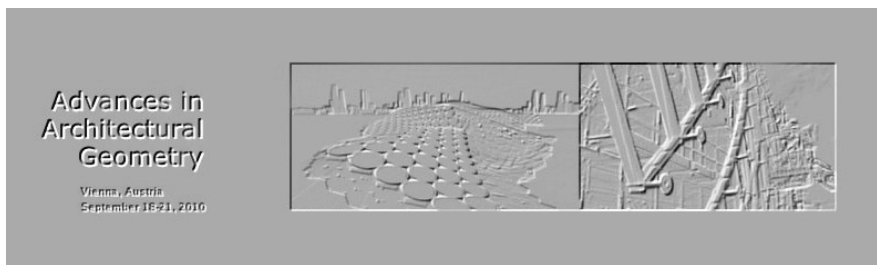 Advances in
Architectural
Geometry
Vienna, Austria
September 18-21, 2010